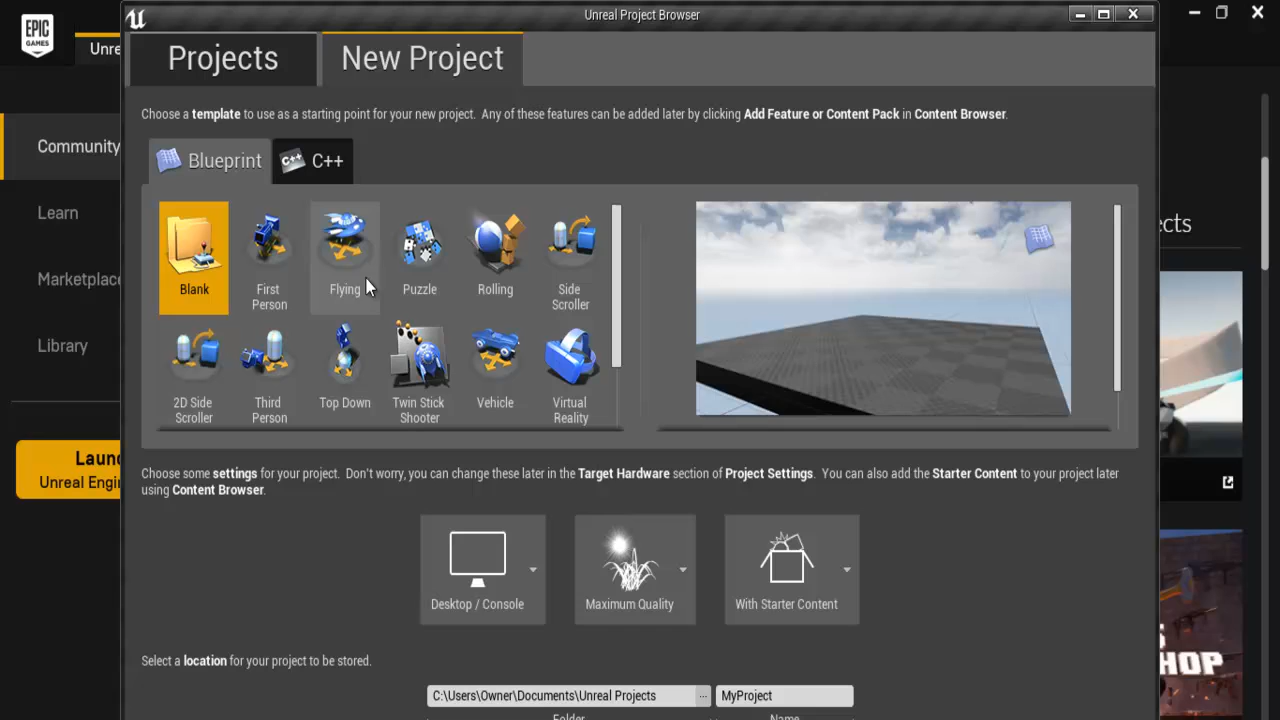 Unreal Project Browser
EPIC
GAMES
Unre
Projects
New Project
Choose a template to use as a starting point for your new project. Any of these features can be added later by clicking Add Feature or Content Pack in Content Browser.
Blueprint
C++
C++
Community
Learn
Marketplace
Library
Laun
Unreal Engi
Blank
First
Person
Flying
Puzzle
Rolling
Side
Scroller
2D Side
Scroller
Third
Person
Top Down
Twin Stick
Shooter
Vehicle
Virtual
Reality
ects
Choose some settings for your project. Don't worry, you can change these later in the Target Hardware section of Project Settings. You can also add the Starter Content to your project later
using Content Browser.
Desktop / Console
Maximum Quality
With Starter Content
Select a location for your project to be stored.
C:\Users\Owner\Documents\Unreal Projects
...
MyProject
Folder
Name
HOP